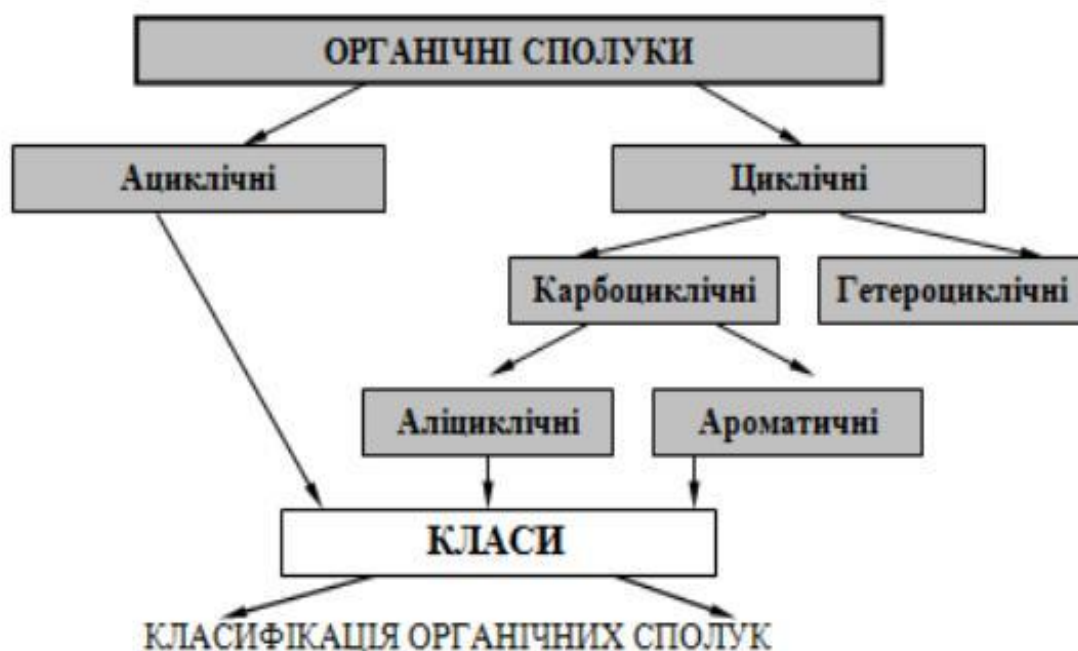 ОРГАНІЧНІ СПОЛУКИ
Ациклічні
Циклічні
Карбоциклічні
Гетероциклічні
Аліциклічні
Ароматичні
КЛАСИ
КЛАСИФІКАЦІЯ ОРГАНІЧНИХ СПОЛУК